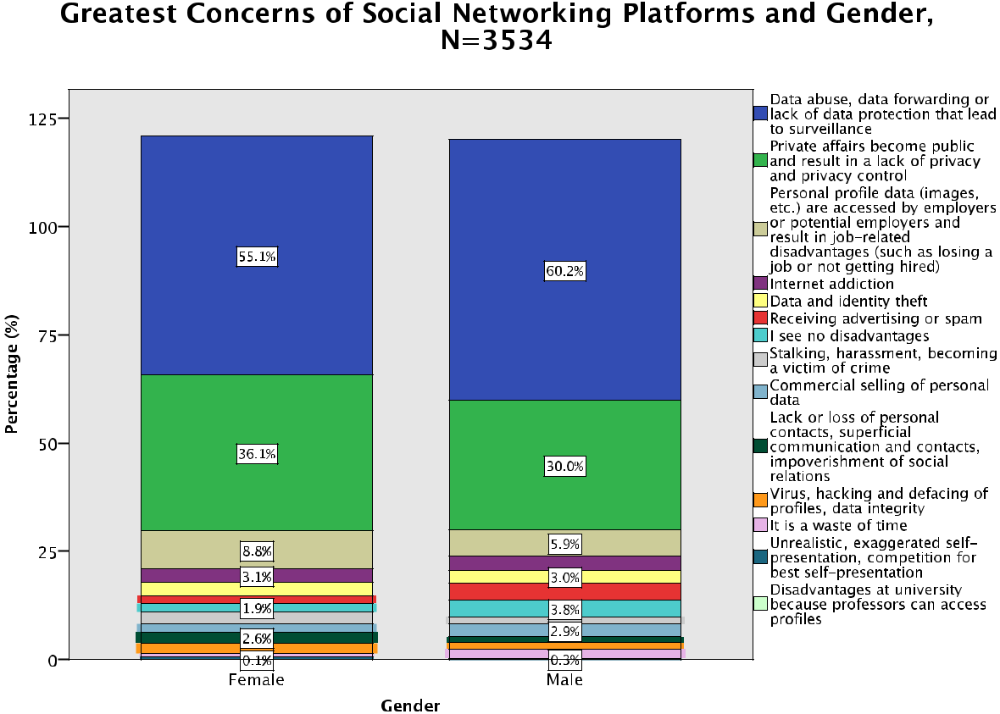 Greatest Concerns of Social Networking Platforms and Gender,
N=3534
Percentage (%)
125
100
75
50
25
0
55.1%
36.1%
8.8%
3.1%
1.9%
2.6%
0.1%
60.2%
30.0%
5.9%
3.0%
3.8%
2.9%
0.3%
Female
Male
Gender
Data abuse, data forwarding or
lack of data protection that lead
to surveillance
Private affairs become public
and result in a lack of privacy
and privacy control
Personal profile data (images,
etc.) are accessed by employers
or potential employers and
result in job-related
disadvantages (such as losing a
job or not getting hired)
Internet addiction
Data and identity theft
Receiving advertising or spam
I see no disadvantages
Stalking, harassment, becoming
a victim of crime
Commercial selling of personal
data
Lack or loss of personal
contacts, superficial
communication and contacts,
impoverishment of social
relations
Virus, hacking and defacing of
profiles, data integrity
It is a waste of time
Unrealistic, exaggerated self-
presentation, competition for
best self-presentation
Disadvantages at university
because professors can access
profiles